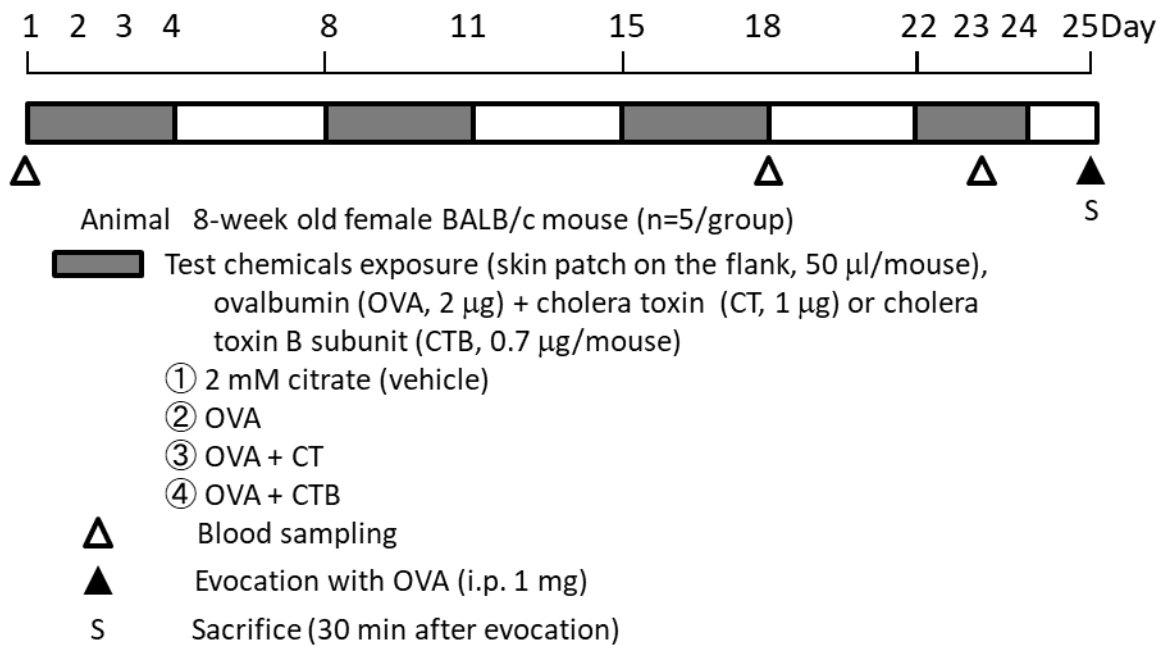 1 2 3 4 8 11 15 18 22 23 24 25Day
S
Animal 8-week old female BALB/c mouse (n=5/group)
Test chemicals exposure (skin patch on the flank, 50 μl/mouse),
ovalbumin (OVA, 2 μg) + cholera toxin (CT, 1 μg) or cholera
toxin B subunit (CTB, 0.7 μg/mouse)
① 2 mM citrate (vehicle)
② OVA
③ OVA + CT
④ OVA + CTB
Blood sampling
Evocation with OVA (i.p. 1 mg)
S Sacrifice (30 min after evocation)